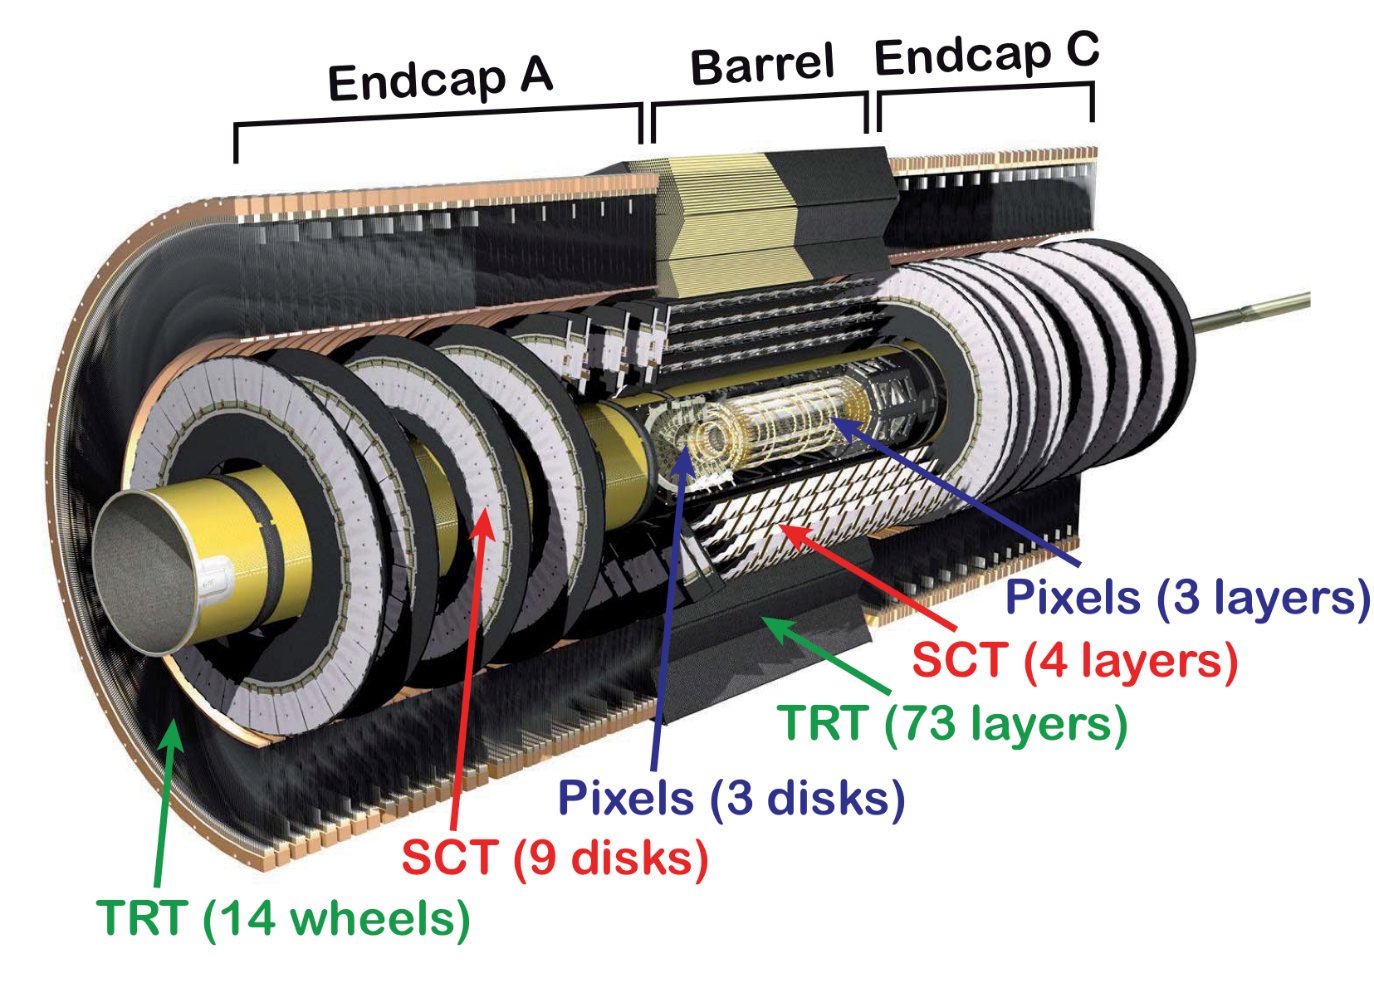 Endcap A
Barrel
Endcap C
Pixels (3 layers)
SCT (4 layers)
TRT (73 layers)
Pixels (3 disks)
SCT (9 disks)
TRT (14 wheels)